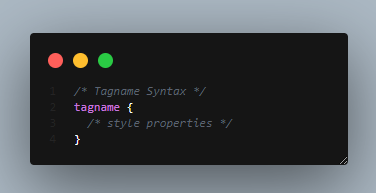 1 /* Tagname Syntax */
2 tagname {
3 /* style properties */
4 }